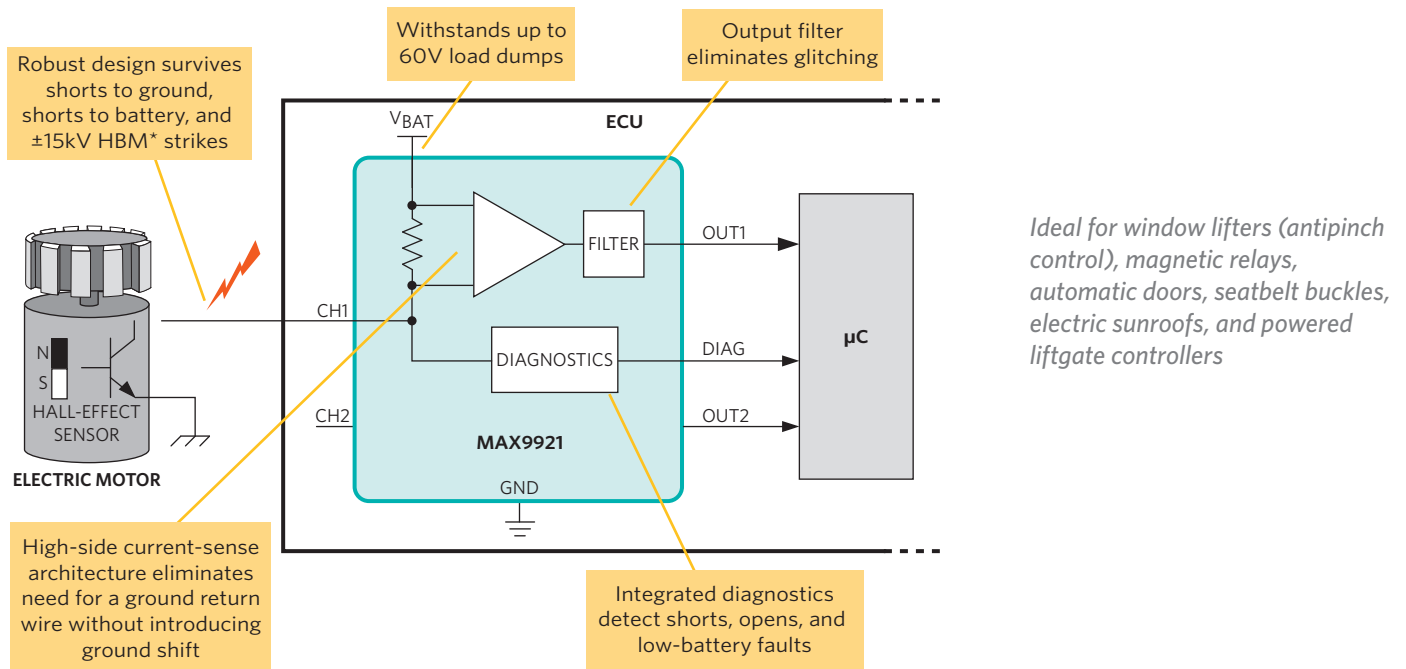 Withstands up to
60V load dumps
Output filter
eliminates glitching
Robust design survives
shorts to ground,
shorts to battery, and
±15kV HBM* strikes
VBAT
ECU
FILTER
OUT1
CH1
DIAGNOSTICS
DIAG
µC
CH2
OUT2
MAX9921
GND
N
S
HALL-EFFECT
SENSOR
ELECTRIC MOTOR
Ideal for window lifters (antipinch
control), magnetic relays,
automatic doors, seatbelt buckles,
electric sunroofs, and powered
liftgate controllers
High-side current-sense
architecture eliminates
need for a ground return
wire without introducing
ground shift
Integrated diagnostics
detect shorts, opens, and
low-battery faults